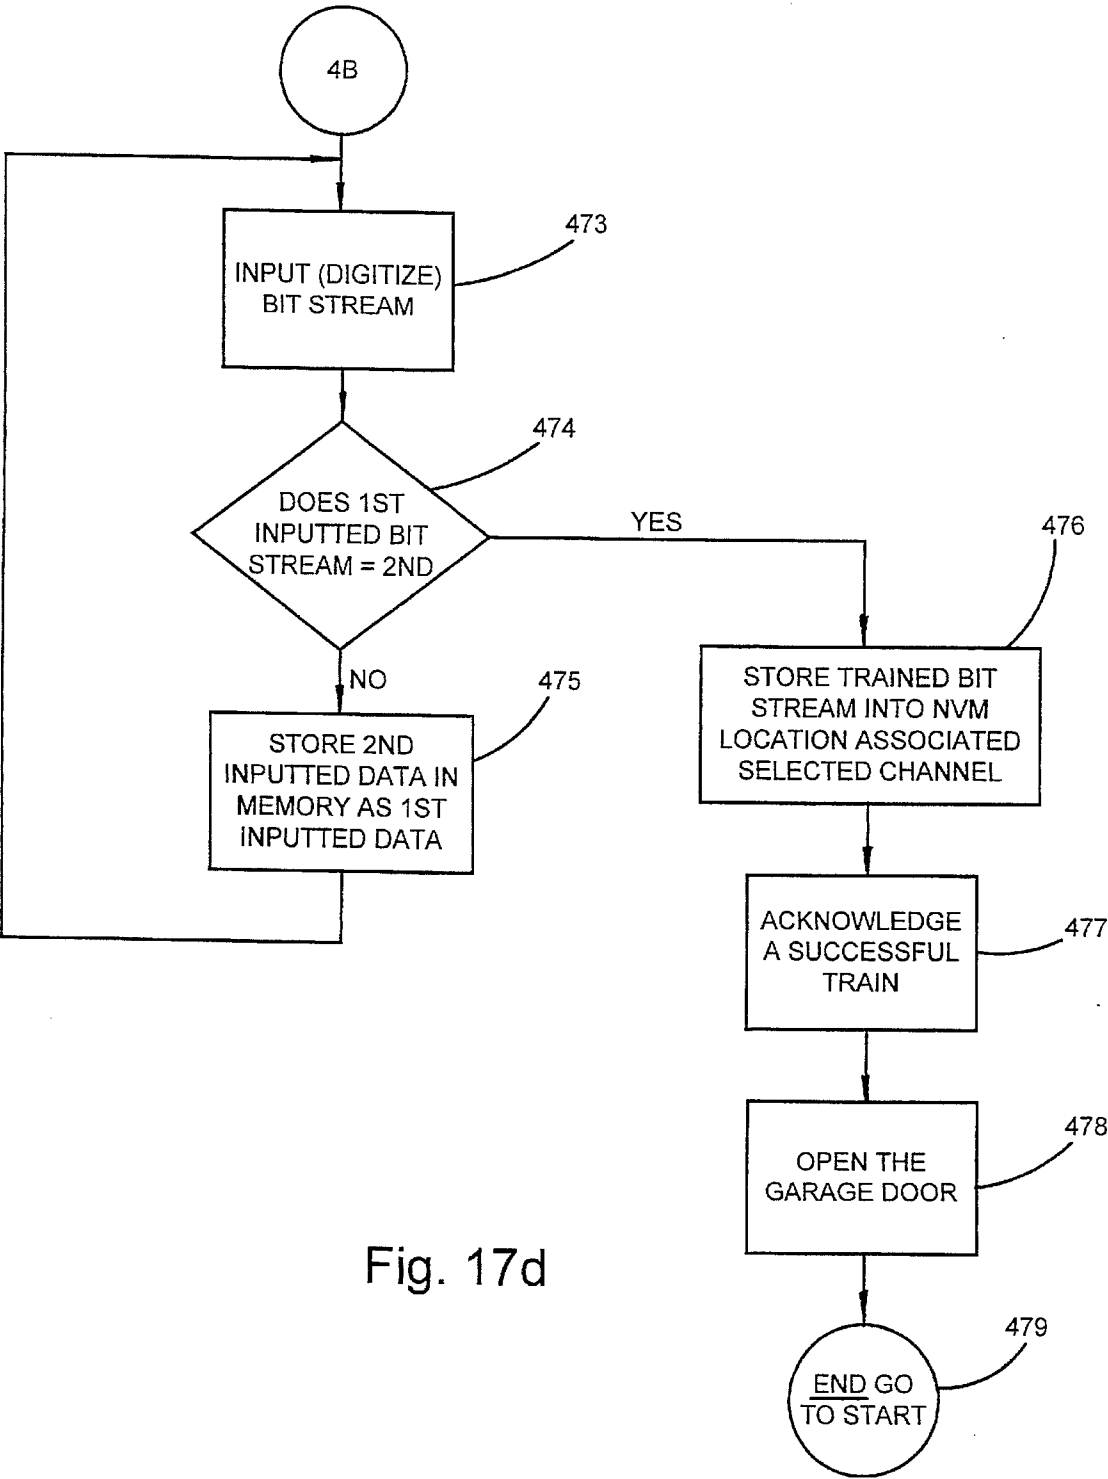 4B
473
INPUT (DIGITIZE)
BIT STREAM
474
DOES 1ST
INPUTTED BIT
STREAM = 2ND
YES
NO
475
STORE 2ND
INPUTTED DATA IN
MEMORY AS 1ST
INPUTTED DATA
476
STORE TRAINED BIT
STREAM INTO NVM
LOCATION ASSOCIATED
SELECTED CHANNEL
477
ACKNOWLEDGE
A SUCCESSFUL
TRAIN
478
OPEN THE
GARAGE DOOR
479
END GO
TO START
Fig. 17d